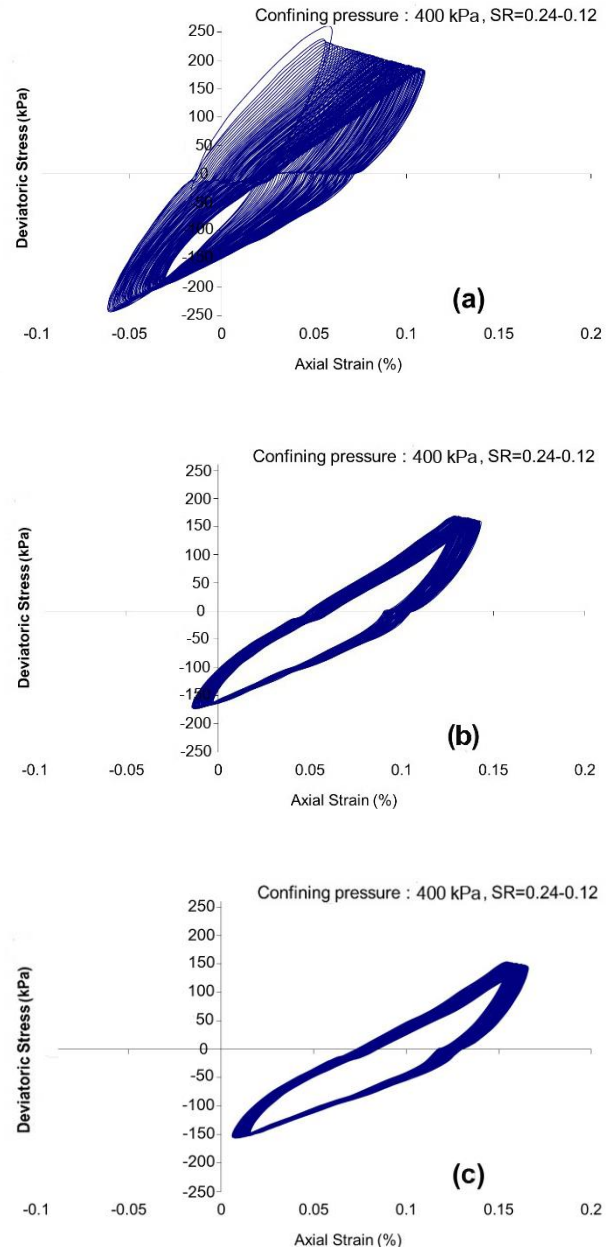 Confining pressure : 400 kPa, SR=0.24-0.12
Deviatoric Stress (kPa)
250
200
150
100
50
0
-50
-100
-150
-200
-250
(a)
-0.1 -0.05 0 0.05 0.1 0.15 0.2
Axial Strain (%)
Confining pressure : 400 kPa, SR=0.24-0.12
Deviatoric Stress (kPa)
250
200
150
100
50
0
-50
-100
-150
-200
-250
(b)
-0.1 -0.05 0 0.05 0.1 0.15 0.2
Axial Strain (%)
Confining pressure : 400 kPa, SR=0.24-0.12
Deviatoric Stress (kPa)
250
200
150
100
50
0
-50
-100
-150
-200
-250
(c)
-0.1 -0.05 0 0.05 0.1 0.15 0.2
Axial Strain (%)